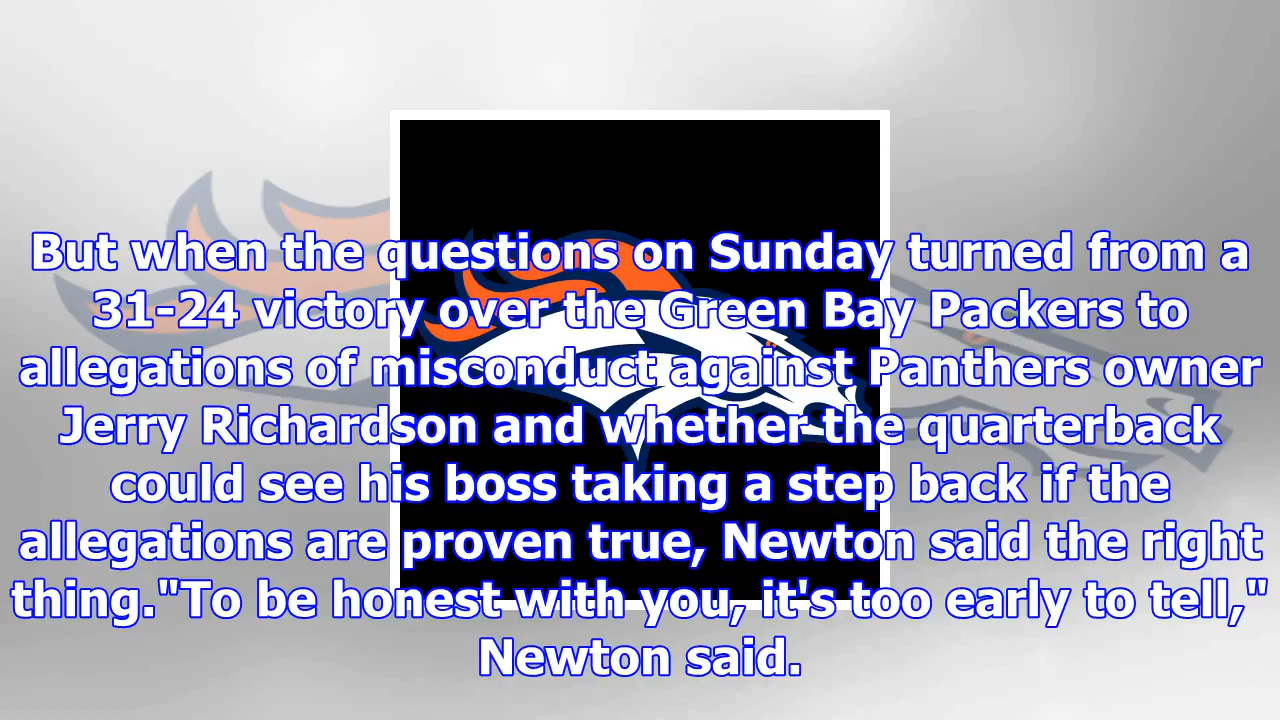 But when the questions on Sunday turned from a
31-24 victory over the Green Bay Packers to
allegations of misconduct against Panthers owner
Jerry Richardson and whether the quarterback
could see his boss taking a step back if the
allegations are proven true, Newton said the right
thing."To be honest with you, it's too early to tell,"
Newton said.